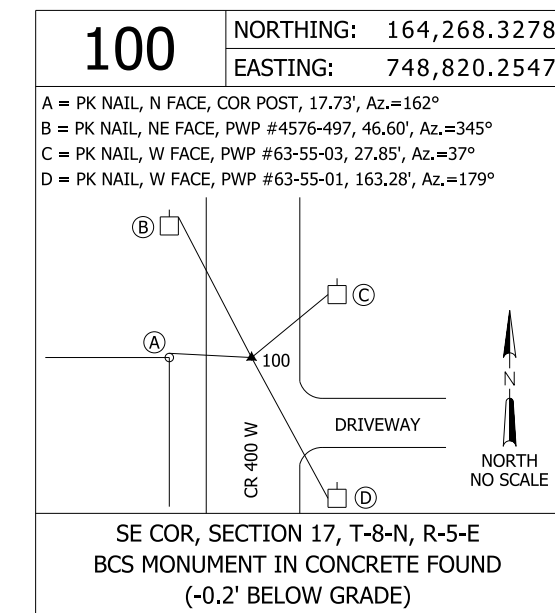 100
NORTHING: 164,268.3278
EASTING: 748,820.2547
A = PK NAIL, N FACE, COR POST, 17.73', Az.=162°
B = PK NAIL, NE FACE, PWP #4576-497, 46.60', Az.=345°
C = PK NAIL, W FACE, PWP #63-55-03, 27.85', Az.=37°
D = PK NAIL, W FACE, PWP #63-55-01, 163.28', Az.=179°
B
C
A
100
N
DRIVEWAY
CR 400 W
NORTH
NO SCALE
D
SE COR, SECTION 17, T-8-N, R-5-E
BCS MONUMENT IN CONCRETE FOUND
(-0.2' BELOW GRADE)